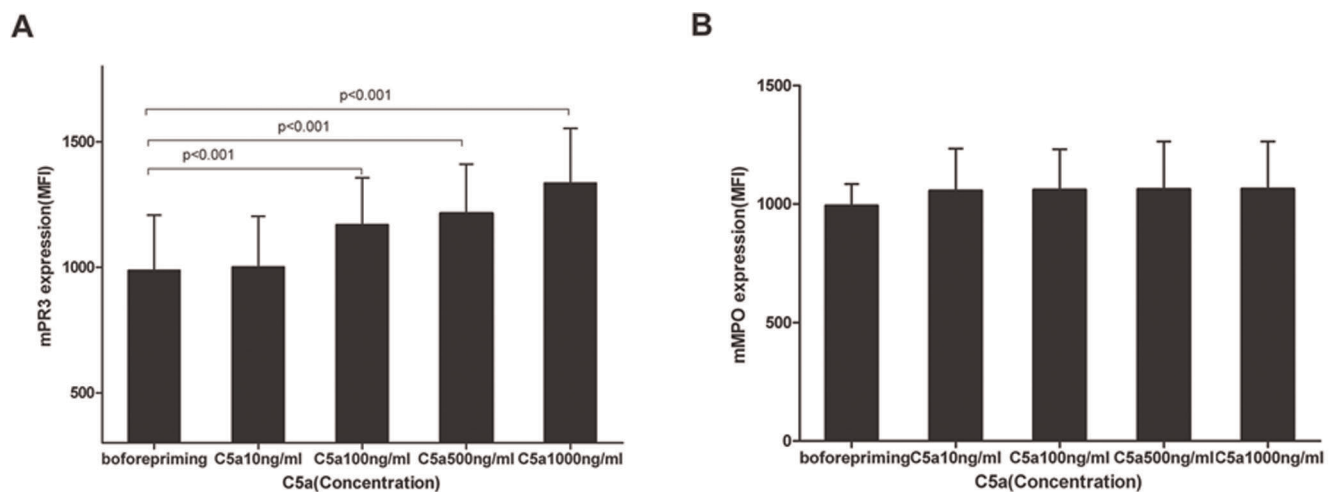 A
mPR3 expression(MFI)
1500
1000
500
p<0.001
p<0.001
p<0.001
boforepriming C5a10ng/ml C5a100ng/ml C5a500ng/ml C5a1000ng/ml
C5a(Concentration)
B
mMPO expression(MFI)
1500
1000
500
0
boforepriming C5a10ng/ml C5a100ng/ml C5a500ng/ml C5a1000ng/ml
C5a(Concentration)